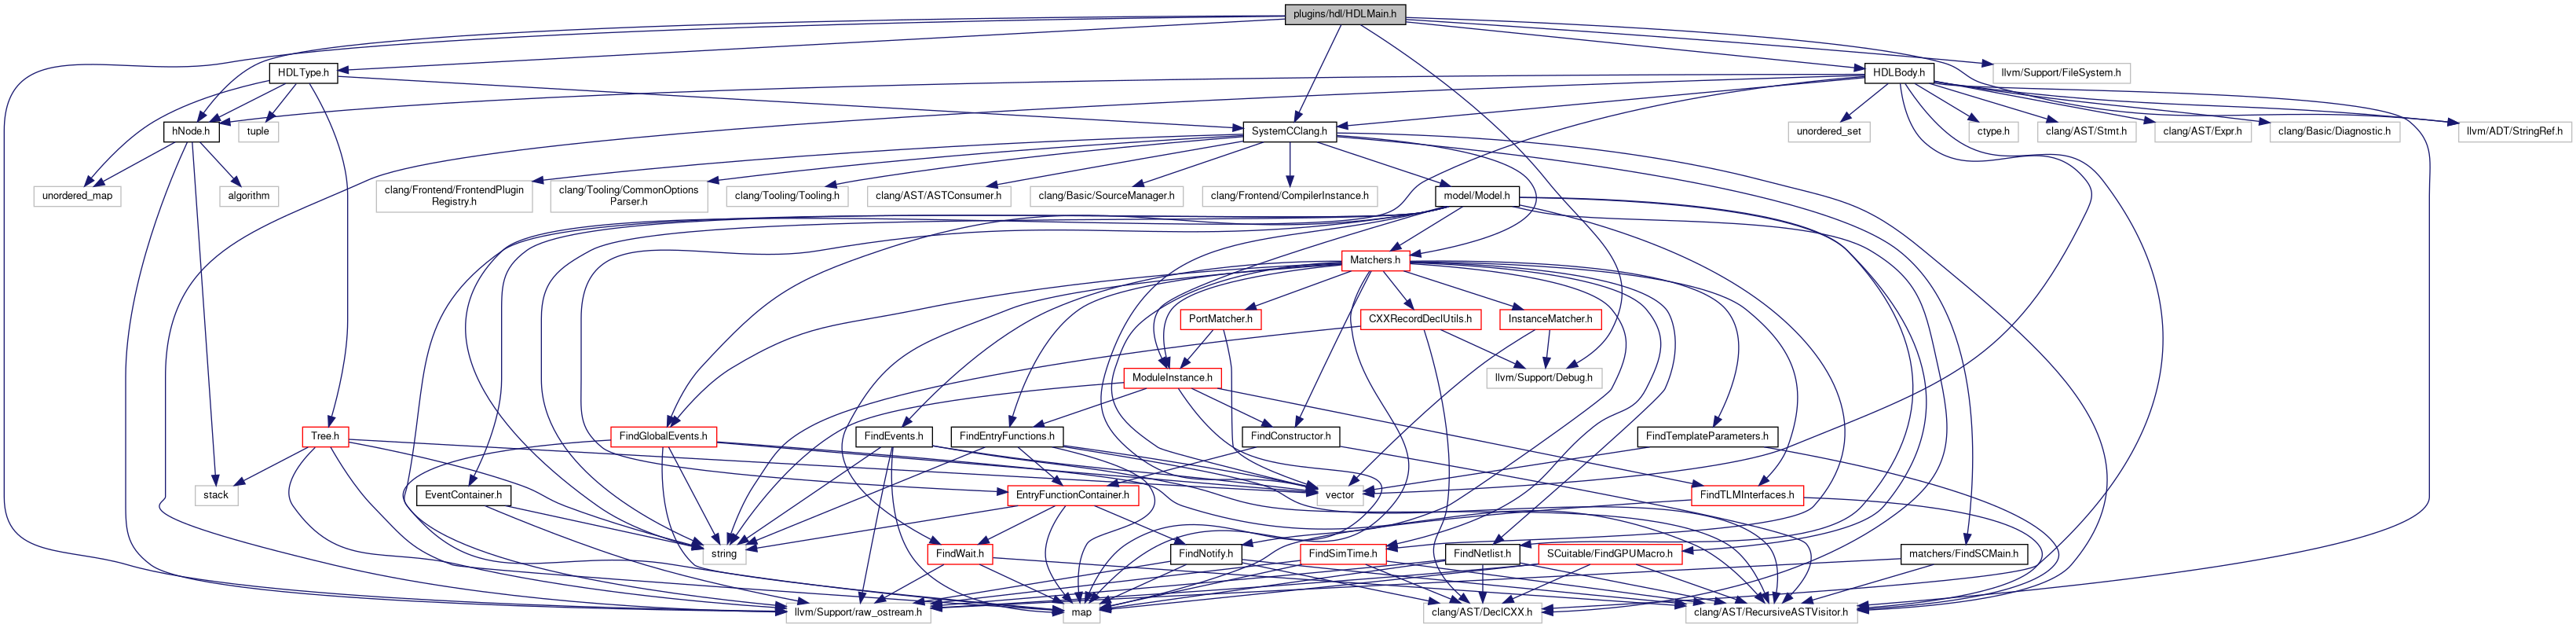 plugins/hdl/HDLMain.h
HDLType.h
HDLBody.h
llvm/Support/FileSystem.h
hNode.h
tuple
SystemCClang.h
unordered_set
ctype.h
clang/AST/Stmt.h
clang/AST/Expr.h
clang/Basic/Diagnostic.h
llvm/ADT/StringRef.h
unordered_map
algorithm
clang/Frontend/FrontendPlugin
Registry.h
clang/Tooling/CommonOptions
Parser.h
clang/Tooling/Tooling.h
clang/AST/ASTConsumer.h
clang/Basic/SourceManager.h
clang/Frontend/CompilerInstance.h
model/Model.h
Matchers.h
PortMatcher.h
CXXRecordDeclUtils.h
InstanceMatcher.h
ModuleInstance.h
llvm/Support/Debug.h
Tree.h
FindGlobalEvents.h
FindEvents.h
FindEntryFunctions.h
FindConstructor.h
FindTemplateParameters.h
stack
EventContainer.h
EntryFunctionContainer.h
vector
FindTLMInterfaces.h
string
FindWait.h
FindNotify.h
FindSimTime.h
FindNetlist.h
SCuitable/FindGPUMacro.h
matchers/FindSCMain.h
llvm/Support/raw_ostream.h
map
clang/AST/DeclCXX.h
clang/AST/RecursiveASTVisitor.h